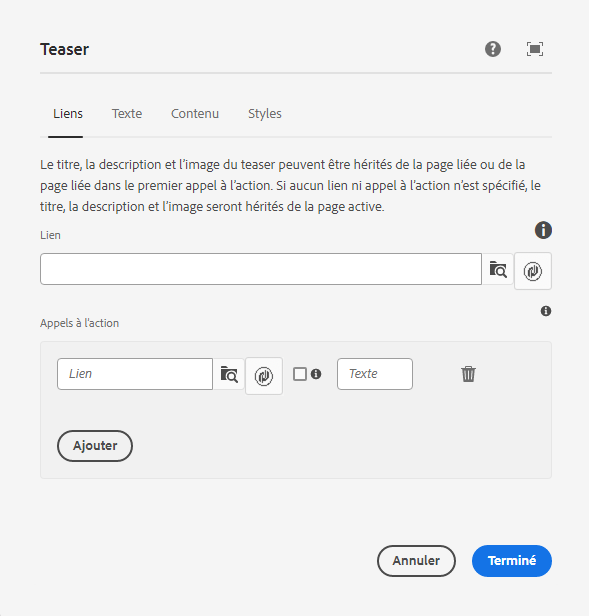 Teaser
Liens Texte Contenu Styles
Le titre, la description et l’image du teaser peuvent être hérités de la page liée ou de la
page liée dans le premier appel à l’action. Si aucun lien ni appel à l’action n’est spécifié, le
titre, la description et l’image seront hérités de la page active.
Lien
Appels à l’action
Lien Texte
Ajouter
Annuler Terminé